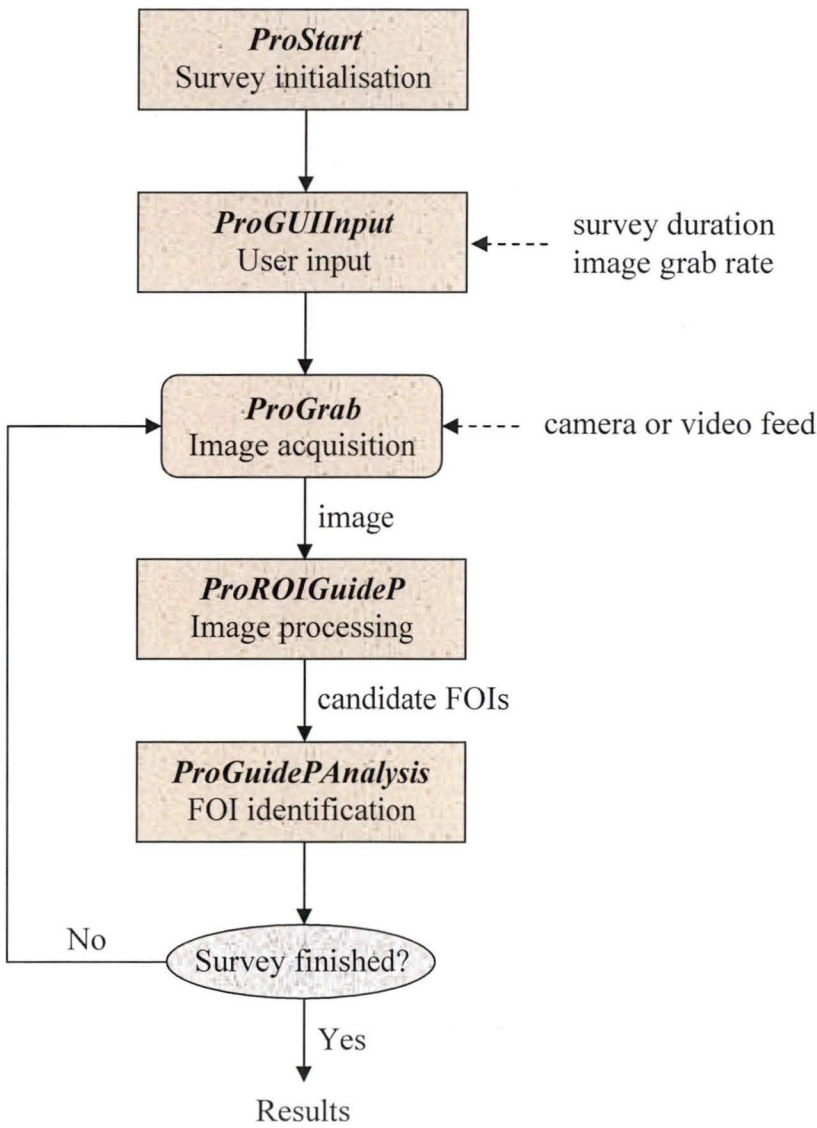 ProStart
Survey initialisation
ProGUIInput
User input
survey duration
image grab rate
ProGrab
Image acquisition
camera or video feed
image
ProROIGuideP
Image processing
candidate FOIs
ProGuidePAnalysis
FOI identification
No
Survey finished?
Yes
Results